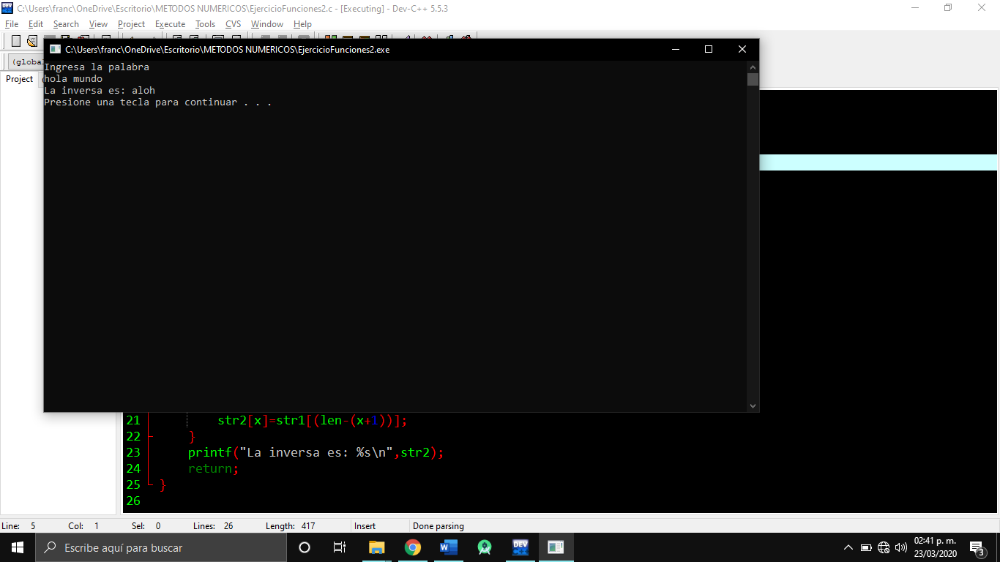 C:\Users\franc\OneDrive\Escritorio\METODOS NUMERICOS\EjercicioFunciones2.c - [Executing] - Dev-C++ 5.5.3
File Edit Search View Project Execute Tools CVS Window Help
C:\Users\franc\OneDrive\Escritorio\METODOS NUMERICOS\EjercicioFunciones2.exe
Project
Ingresa la palabra
hola mundo
La inversa es: aloh
Presione una tecla para continuar . . .
21 str2[x]=str1[(len-(x+1))];
22 }
23 printf("La inversa es: %s\n",str2);
24 return;
25 }
26
Line: 5 Col: 1 Sel: 0 Lines: 26 Length: 417 Insert Done parsing
Escribe aquí para buscar
DEV C++
02:41 p. m.
23/03/2020
3